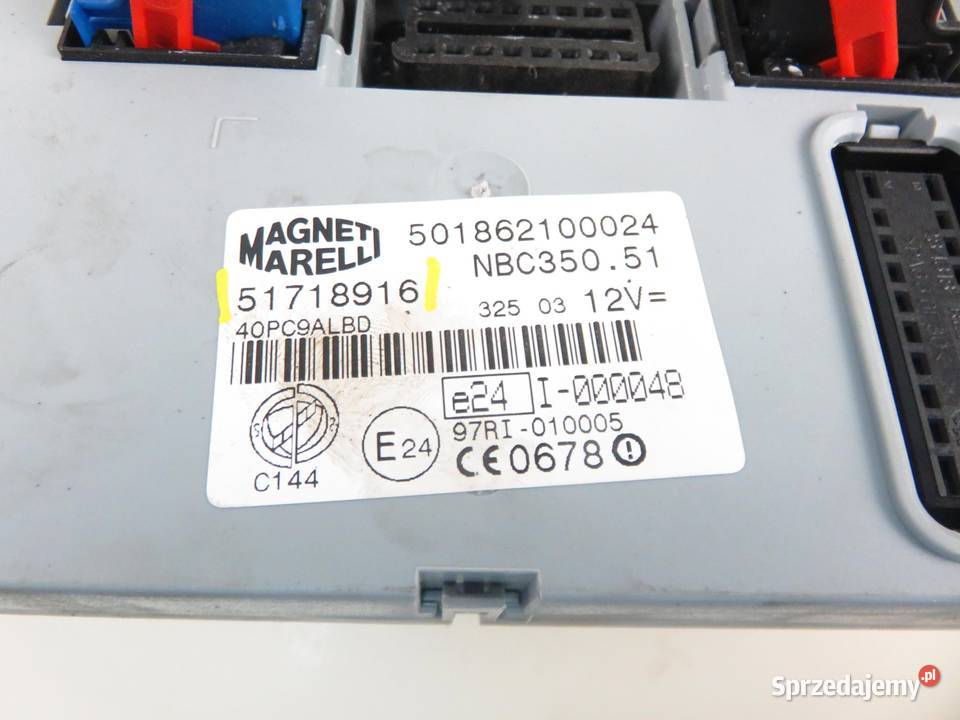 MAGNETI MARELLI
501862100024
NBC350.51
51718916
325 03 12V=
40PC9ALBD
e24 I-000048
97RI-010005
E24
CE0678
C144
Sprzedajemy.pl